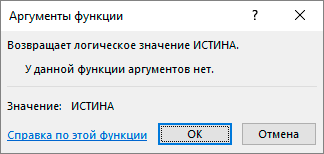 Аргументы функции
?
Возвращает логическое значение ИСТИНА.
У данной функции аргументов нет.
Значение: ИСТИНА
Справка по этой функции ОК Отмена